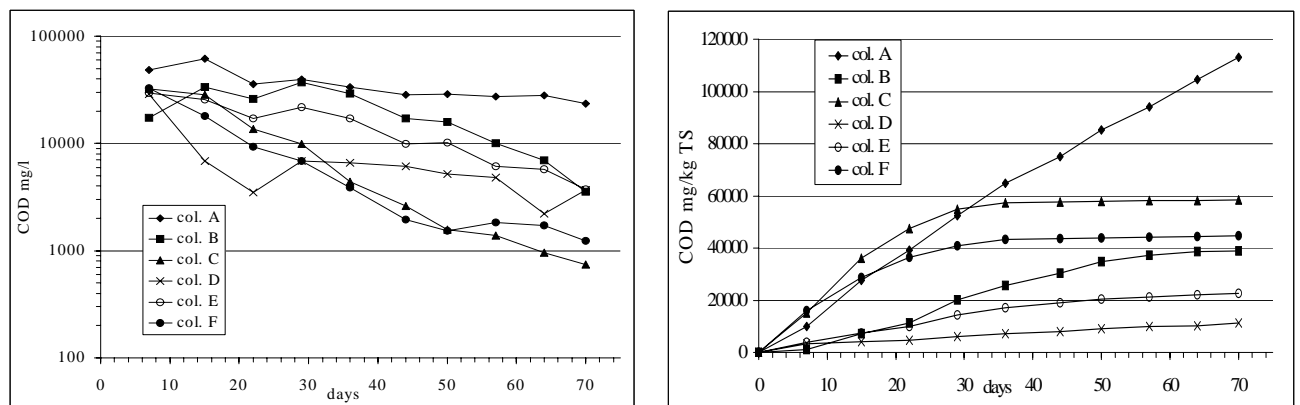 100000
10000
1000
100
COD mg/l
col. A
col. B
col. C
col. D
col. E
col. F
0 10 20 30 40 50 60 70
days
120000
100000
80000
60000
40000
20000
0
COD mg/kg TS
col. A
col. B
col. C
col. D
col. E
col. F
0 10 20 30 40 50 60 70
days